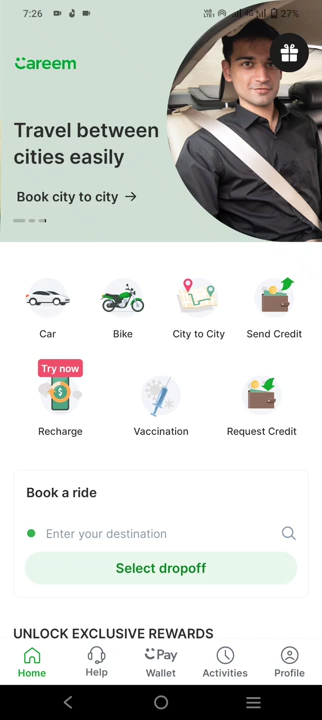 7:26
27%
Careem
Travel between
cities easily
Book city to city →
Car
Bike
City to City
Send Credit
Try now
Recharge
Vaccination
Request Credit
Book a ride
Enter your destination
Select dropoff
UNLOCK EXCLUSIVE REWARDS
Home
Help
Pay
Wallet
Activities
Profile